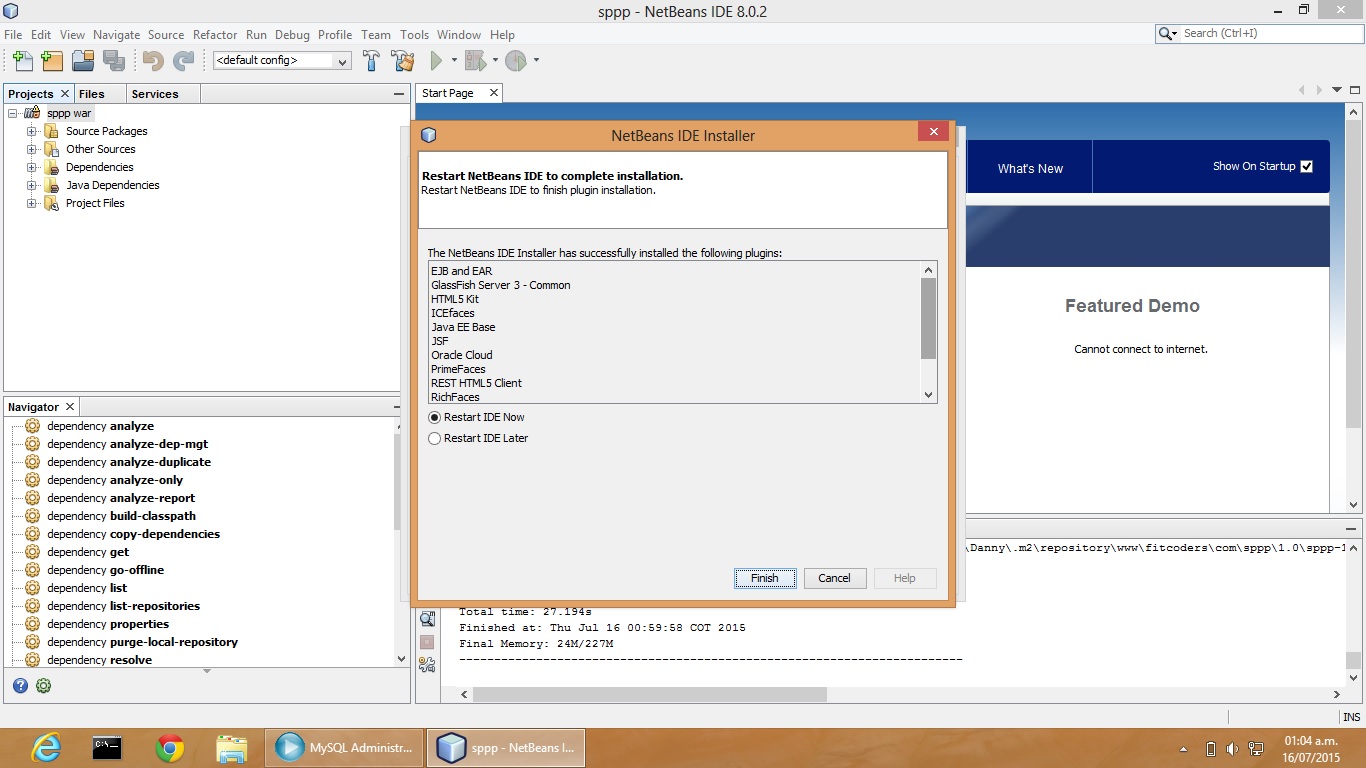 sppp - NetBeans IDE 8.0.2
File Edit View Navigate Source Refactor Run Debug Profile Team Tools Window Help
Search (Ctrl+I)
<default config>
Projects Files Services
Start Page
sppp war
Source Packages
Other Sources
Dependencies
Java Dependencies
Project Files
What's New
Show On Startup
Featured Demo
Cannot connect to internet.
NetBeans IDE Installer
Restart NetBeans IDE to complete installation.
Restart NetBeans IDE to finish plugin installation.
The NetBeans IDE Installer has successfully installed the following plugins:
EJB and EAR
GlassFish Server 3 - Common
HTML5 Kit
ICEfaces
Java EE Base
JSF
Oracle Cloud
PrimeFaces
REST HTML5 Client
RichFaces
Restart IDE Now
Restart IDE Later
Finish Cancel Help
Navigator
dependency analyze
dependency analyze-dep-mgt
dependency analyze-duplicate
dependency analyze-only
dependency analyze-report
dependency build-classpath
dependency copy-dependencies
dependency get
dependency go-offline
dependency list
dependency list-repositories
dependency properties
dependency purge-local-repository
dependency resolve
\Danny\.m2\repository\www\fitcoders\com\sppp\1.0\sppp-1
Total time: 27.194s
Finished at: Thu Jul 16 00:59:58 COT 2015
Final Memory: 24M/227M
------------------------------------------------------------------------
INS
MySQL Administr...
sppp - NetBeans I...
01:04 a.m.
16/07/2015